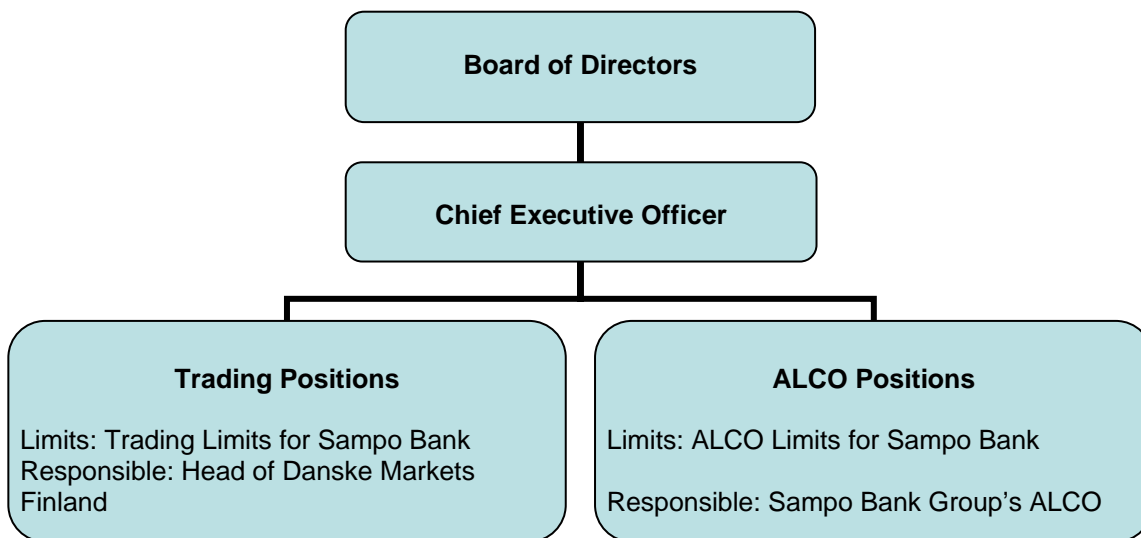 Board of Directors
Chief Executive Officer
Trading Positions
Limits: Trading Limits for Sampo Bank
Responsible: Head of Danske Markets
Finland
ALCO Positions
Limits: ALCO Limits for Sampo Bank
Responsible: Sampo Bank Group’s ALCO